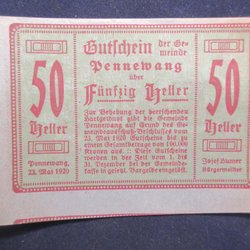 Gutschein der Ge-
meinde
Pennewang
über
Fünfzig Heller
50
Heller
Zur Behebung der herrschenden
Hartgeldnot gibt die Gemeinde
Pennewang auf Grund des Ge-
meindeausschuß-Beschlusses vom
23. Mai 1920 Gutscheine bis zu
einem Gesamtbetrage von 100.000
Kronen aus. : Diese Gutscheine
werden in der Zeit vom 1. bis
31. Dezember bei der Gemeinde-
kasse in gesetzl. Bargelde eingelöst.
50
Heller
Pennewang,
23. Mai 1920
Josef
Bürgermeister